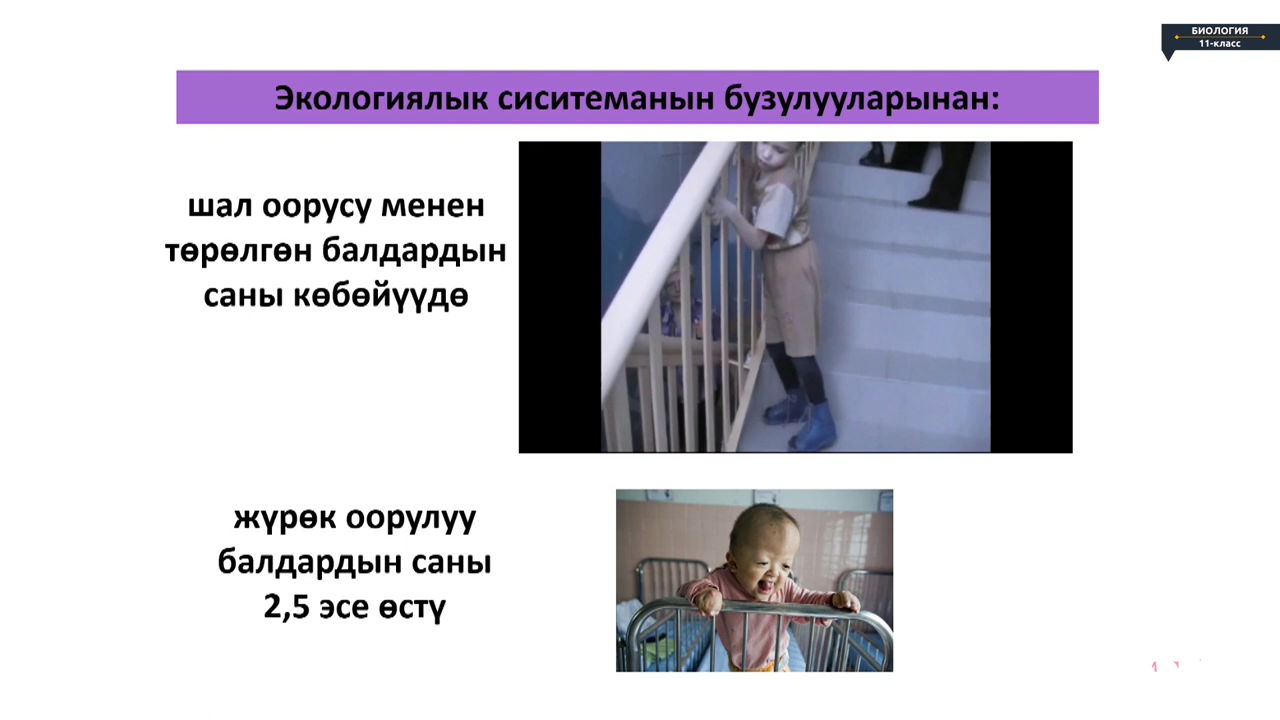 БИОЛОГИЯ
11-класс
Экологиялык сиситеманын бузулууларынан:
шал оорусу менен
төрөлгөн балдардын
саны көбөйүүдө
жүрөк оорулуу
балдардын саны
2,5 эсе өстү